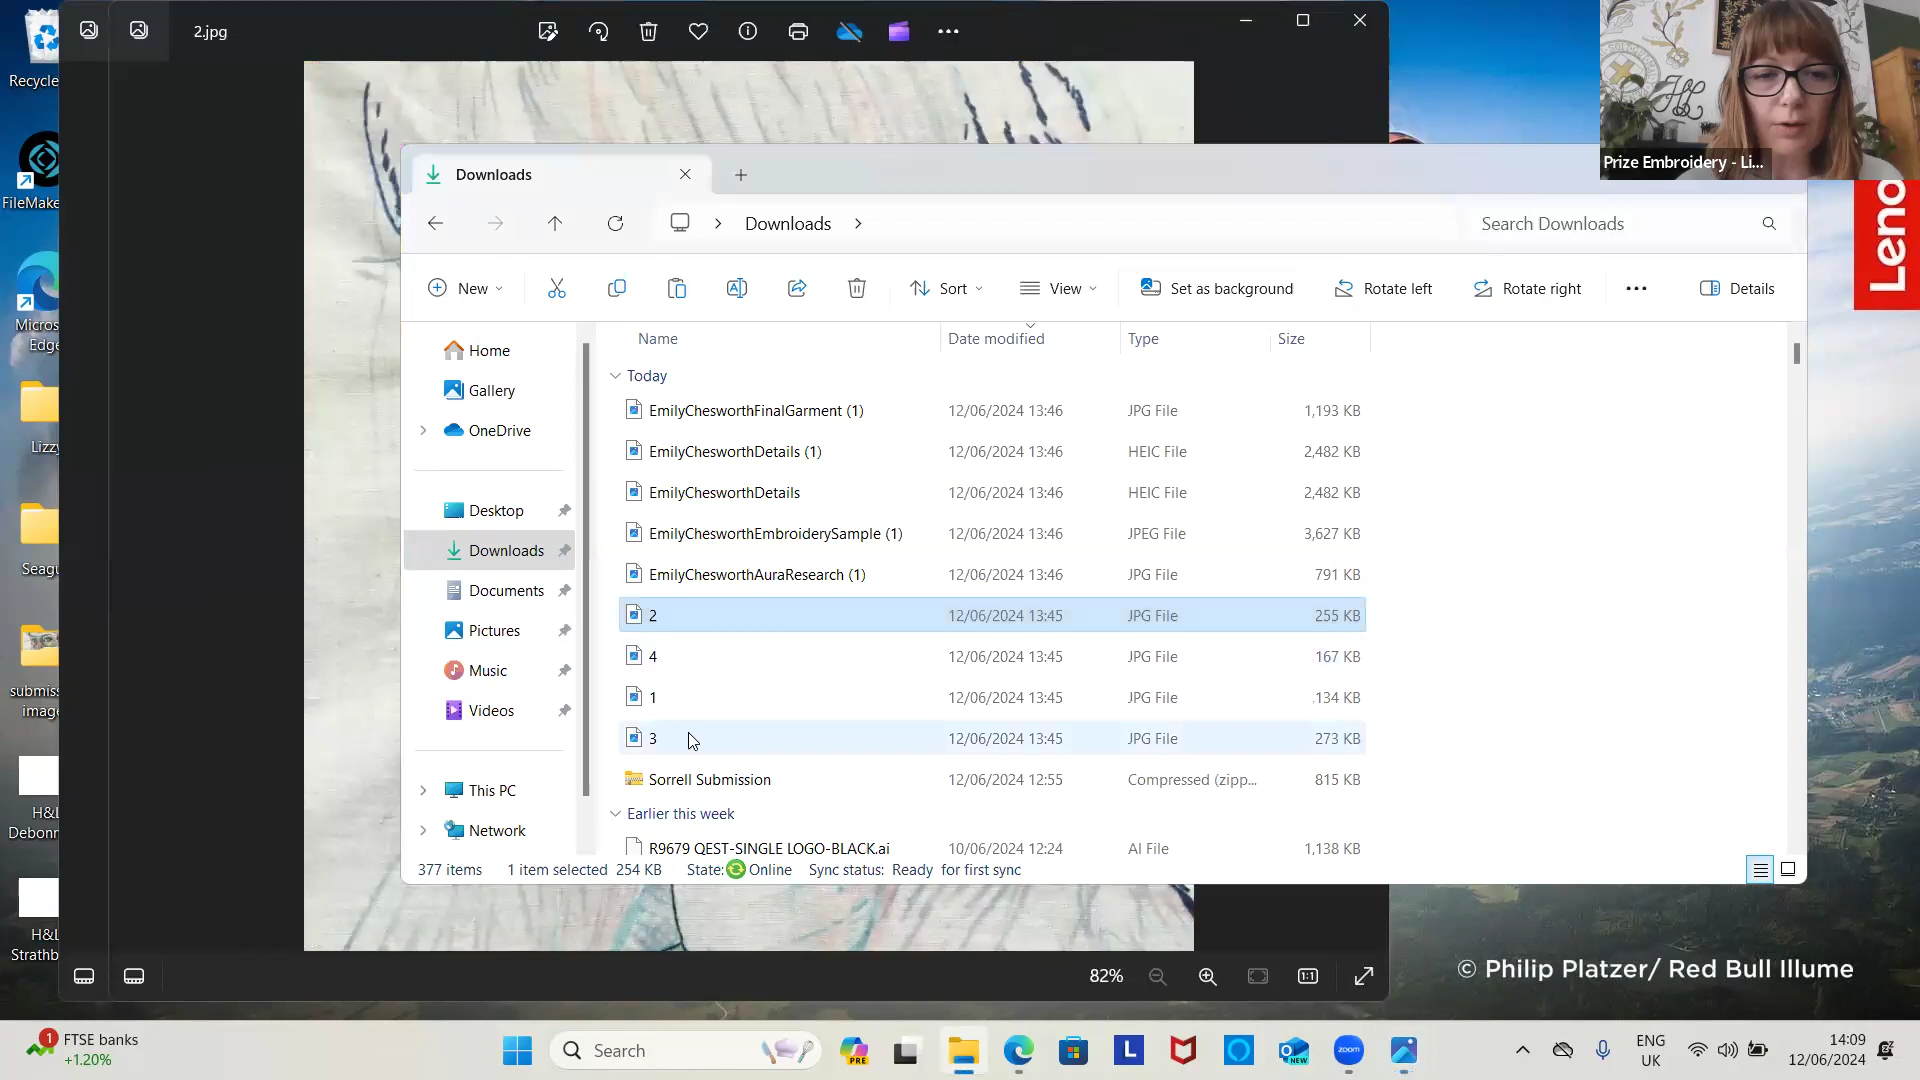 2.jpg
Recycle
FileMake
Micros
Edge
Lizzy
Seagu
submiss
image
H&L
Debonn
H&L
Strathb
Prize Embroidery - Li...
Leno
Downloads
Downloads
Search Downloads
New
Sort
View
Set as background
Rotate left
Rotate right
Details
Home
Gallery
OneDrive
Desktop
Downloads
Documents
Pictures
Music
Videos
This PC
Network
Name Date modified Type Size
Today
EmilyChesworthFinalGarment (1) 12/06/2024 13:46 JPG File 1,193 KB
EmilyChesworthDetails (1) 12/06/2024 13:46 HEIC File 2,482 KB
EmilyChesworthDetails 12/06/2024 13:46 HEIC File 2,482 KB
EmilyChesworthEmbroiderySample (1) 12/06/2024 13:46 JPEG File 3,627 KB
EmilyChesworthAuraResearch (1) 12/06/2024 13:46 JPG File 791 KB
2 12/06/2024 13:45 JPG File 255 KB
4 12/06/2024 13:45 JPG File 167 KB
1 12/06/2024 13:45 JPG File 134 KB
3 12/06/2024 13:45 JPG File 273 KB
Sorrell Submission 12/06/2024 12:55 Compressed (zipp... 815 KB
Earlier this week
R9679 QEST-SINGLE LOGO-BLACK.ai 10/06/2024 12:24 AI File 1,138 KB
377 items 1 item selected 254 KB State: Online Sync status: Ready for first sync
82%
1:1
© Philip Platzer/ Red Bull Illume
1
FTSE banks
+1.20%
Search
PRE
L
NEW
zoom
ENG
UK
14:09
12/06/2024